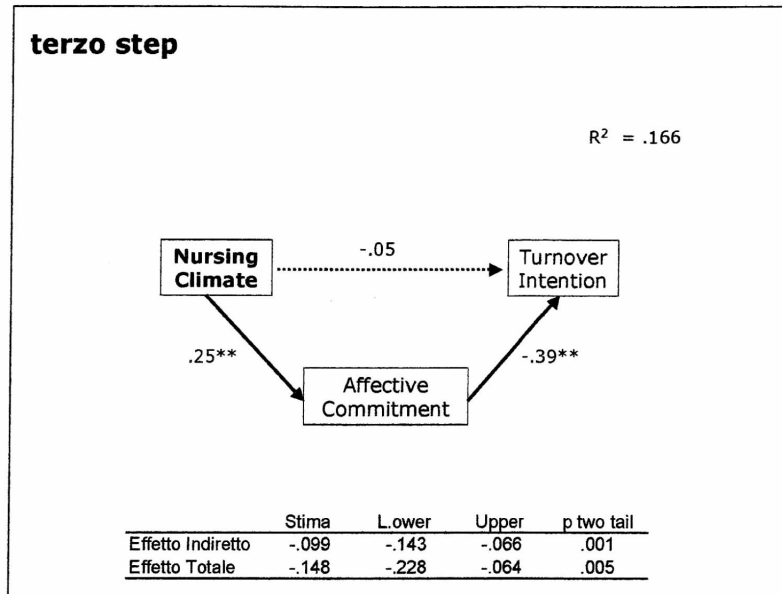 terzo step
R² = .166
Nursing
Climate
-.05
Turnover
Intention
.25**
-.39**
Affective
Commitment
Stima L.ower Upper p two tail
Effetto Indiretto -.099 -.143 -.066 .001
Effetto Totale -.148 -.228 -.064 .005